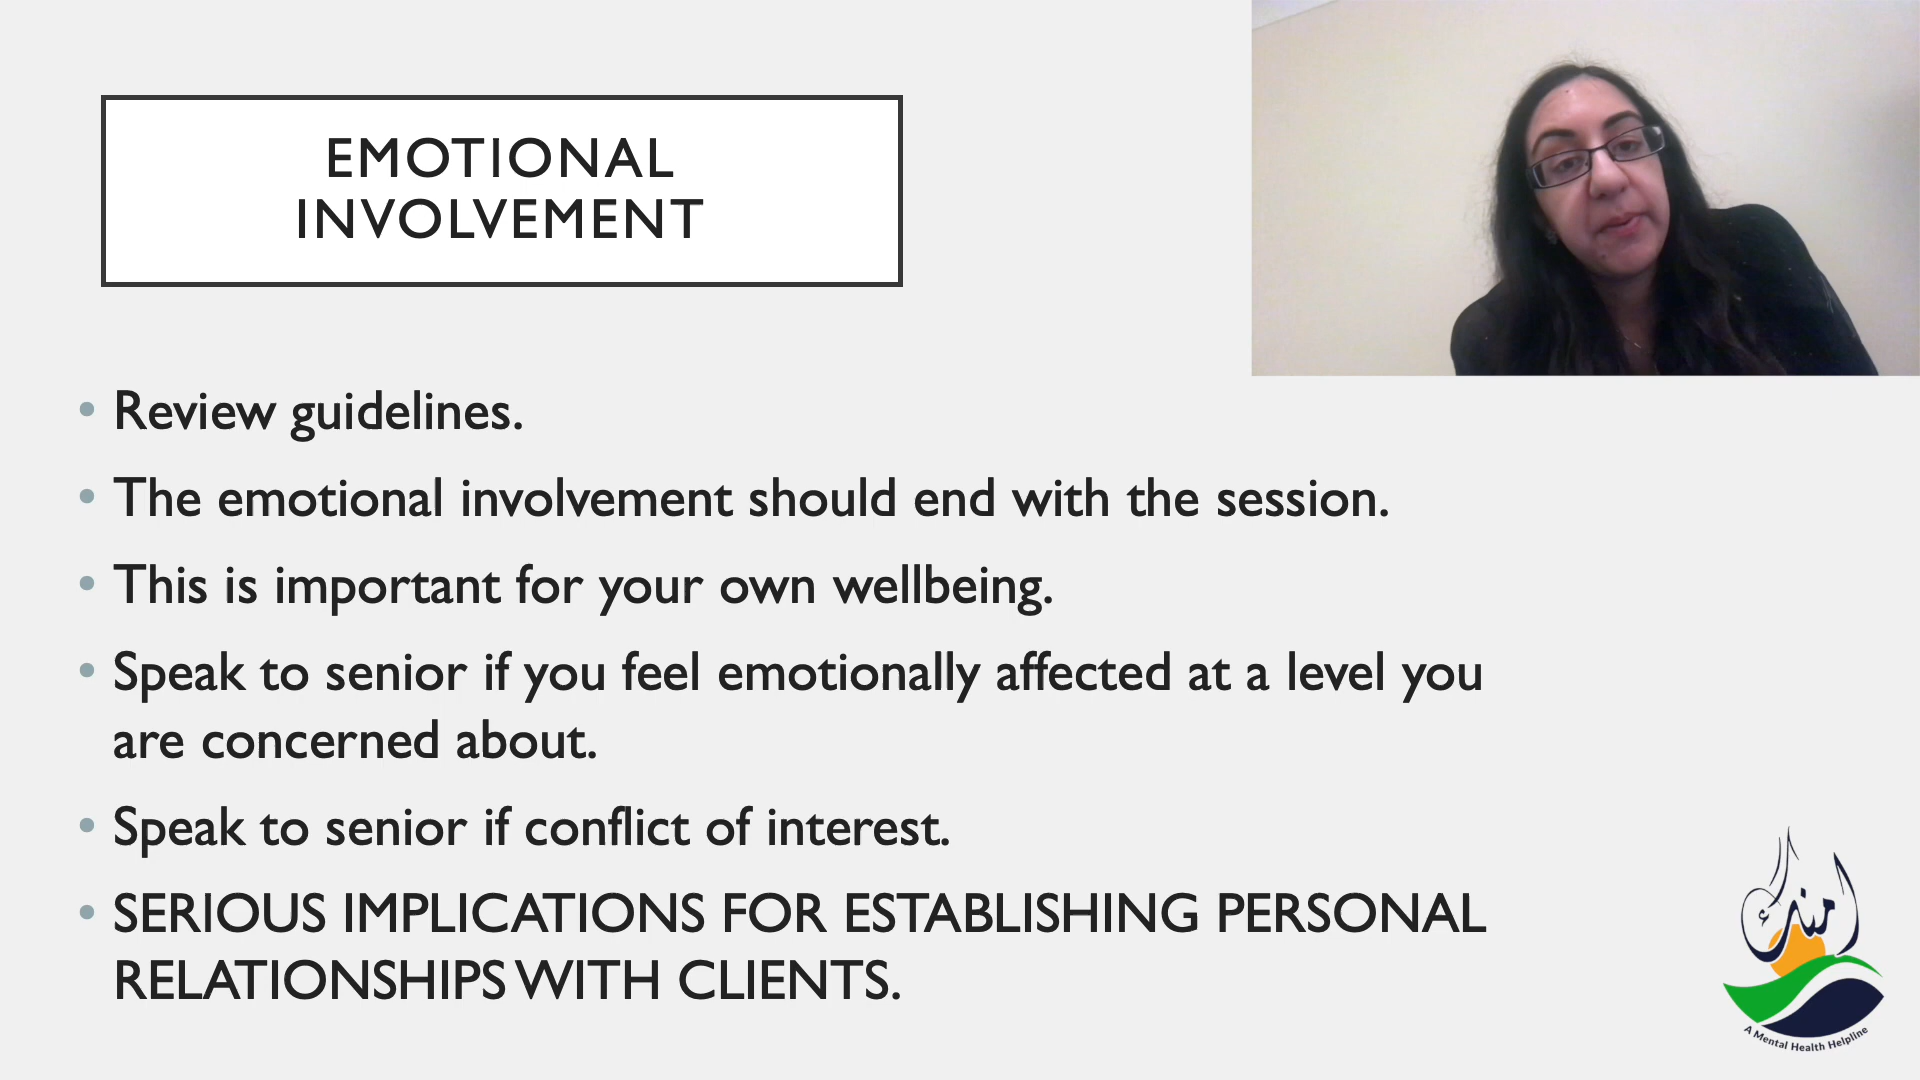 EMOTIONAL
INVOLVEMENT
• Review guidelines.
• The emotional involvement should end with the session.
• This is important for your own wellbeing.
• Speak to senior if you feel emotionally affected at a level you
are concerned about.
• Speak to senior if conflict of interest.
• SERIOUS IMPLICATIONS FOR ESTABLISHING PERSONAL
RELATIONSHIPS WITH CLIENTS.
A Mental Health Helpline